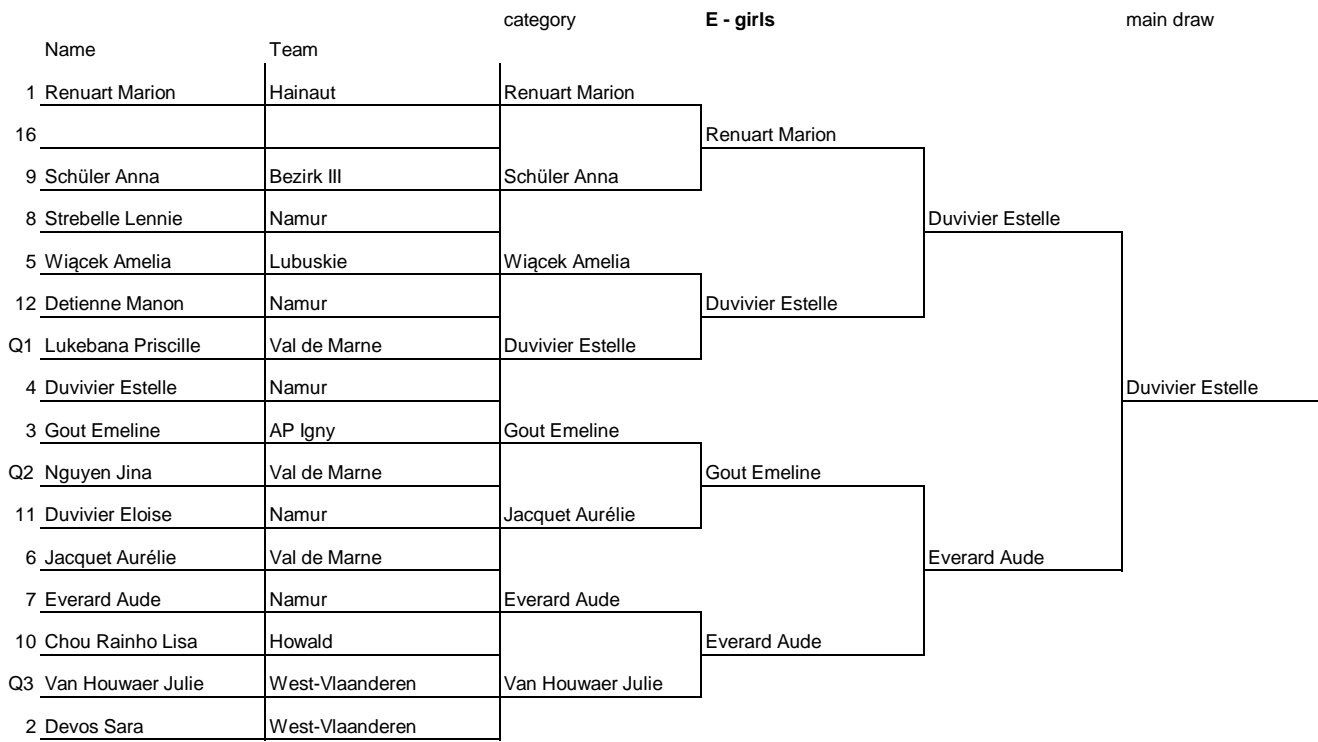 category E - girls main draw
Name Team
1 Renuart Marion Hainaut Renuart Marion
16 Renuart Marion
9 Schüler Anna Bezirk III Schüler Anna
8 Strebelle Lennie Namur Duvivier Estelle
5 Wiącek Amelia Lubuskie Wiącek Amelia
12 Detienne Manon Namur Duvivier Estelle
Q1 Lukebana Priscille Val de Marne Duvivier Estelle
4 Duvivier Estelle Namur Duvivier Estelle
3 Gout Emeline AP Igny Gout Emeline
Q2 Nguyen Jina Val de Marne Gout Emeline
11 Duvivier Eloise Namur Jacquet Aurélie
6 Jacquet Aurélie Val de Marne Everard Aude
7 Everard Aude Namur Everard Aude
10 Chou Rainho Lisa Howald Everard Aude
Q3 Van Houwaer Julie West-Vlaanderen Van Houwaer Julie
2 Devos Sara West-Vlaanderen